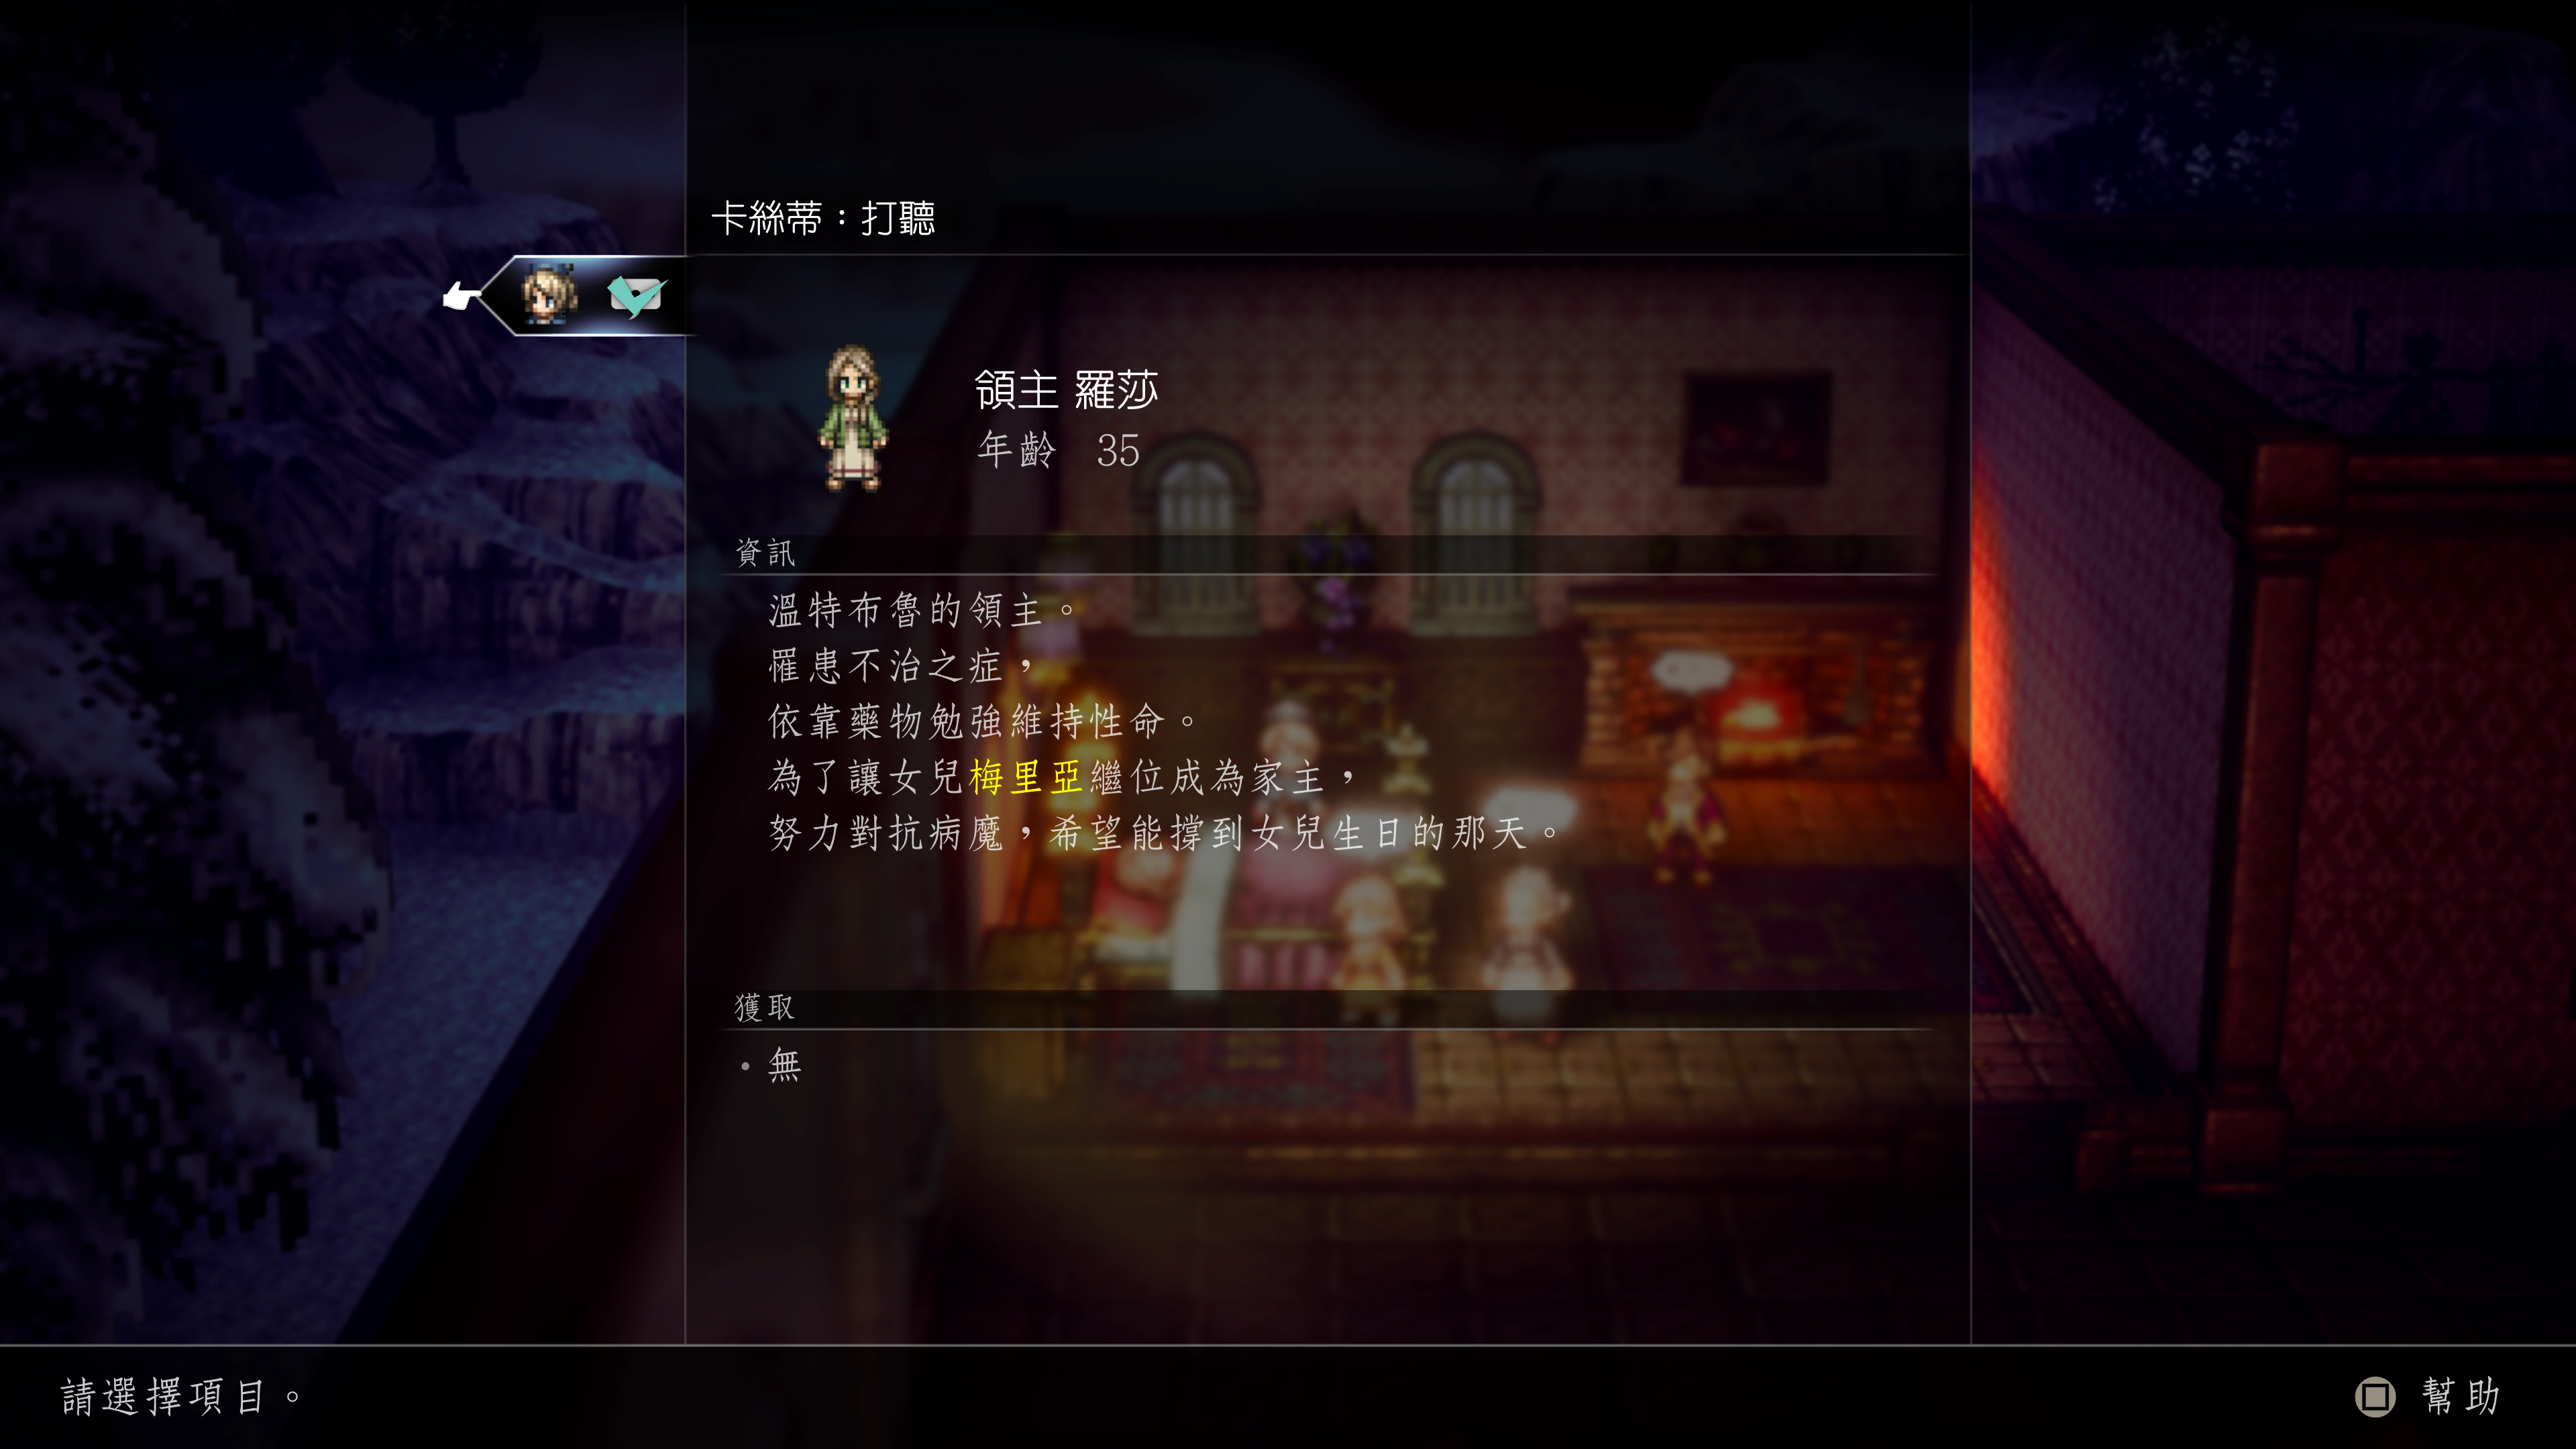 卡絲蒂：打聽
領主 羅莎
年齡 35
資訊
溫特布魯的領主。
罹患不治之症，
依靠藥物勉強維持性命。
為了讓女兒梅里亞繼位成為家主，
努力對抗病魔，希望能撐到女兒生日的那天。
獲取
・無
請選擇項目。
幫助